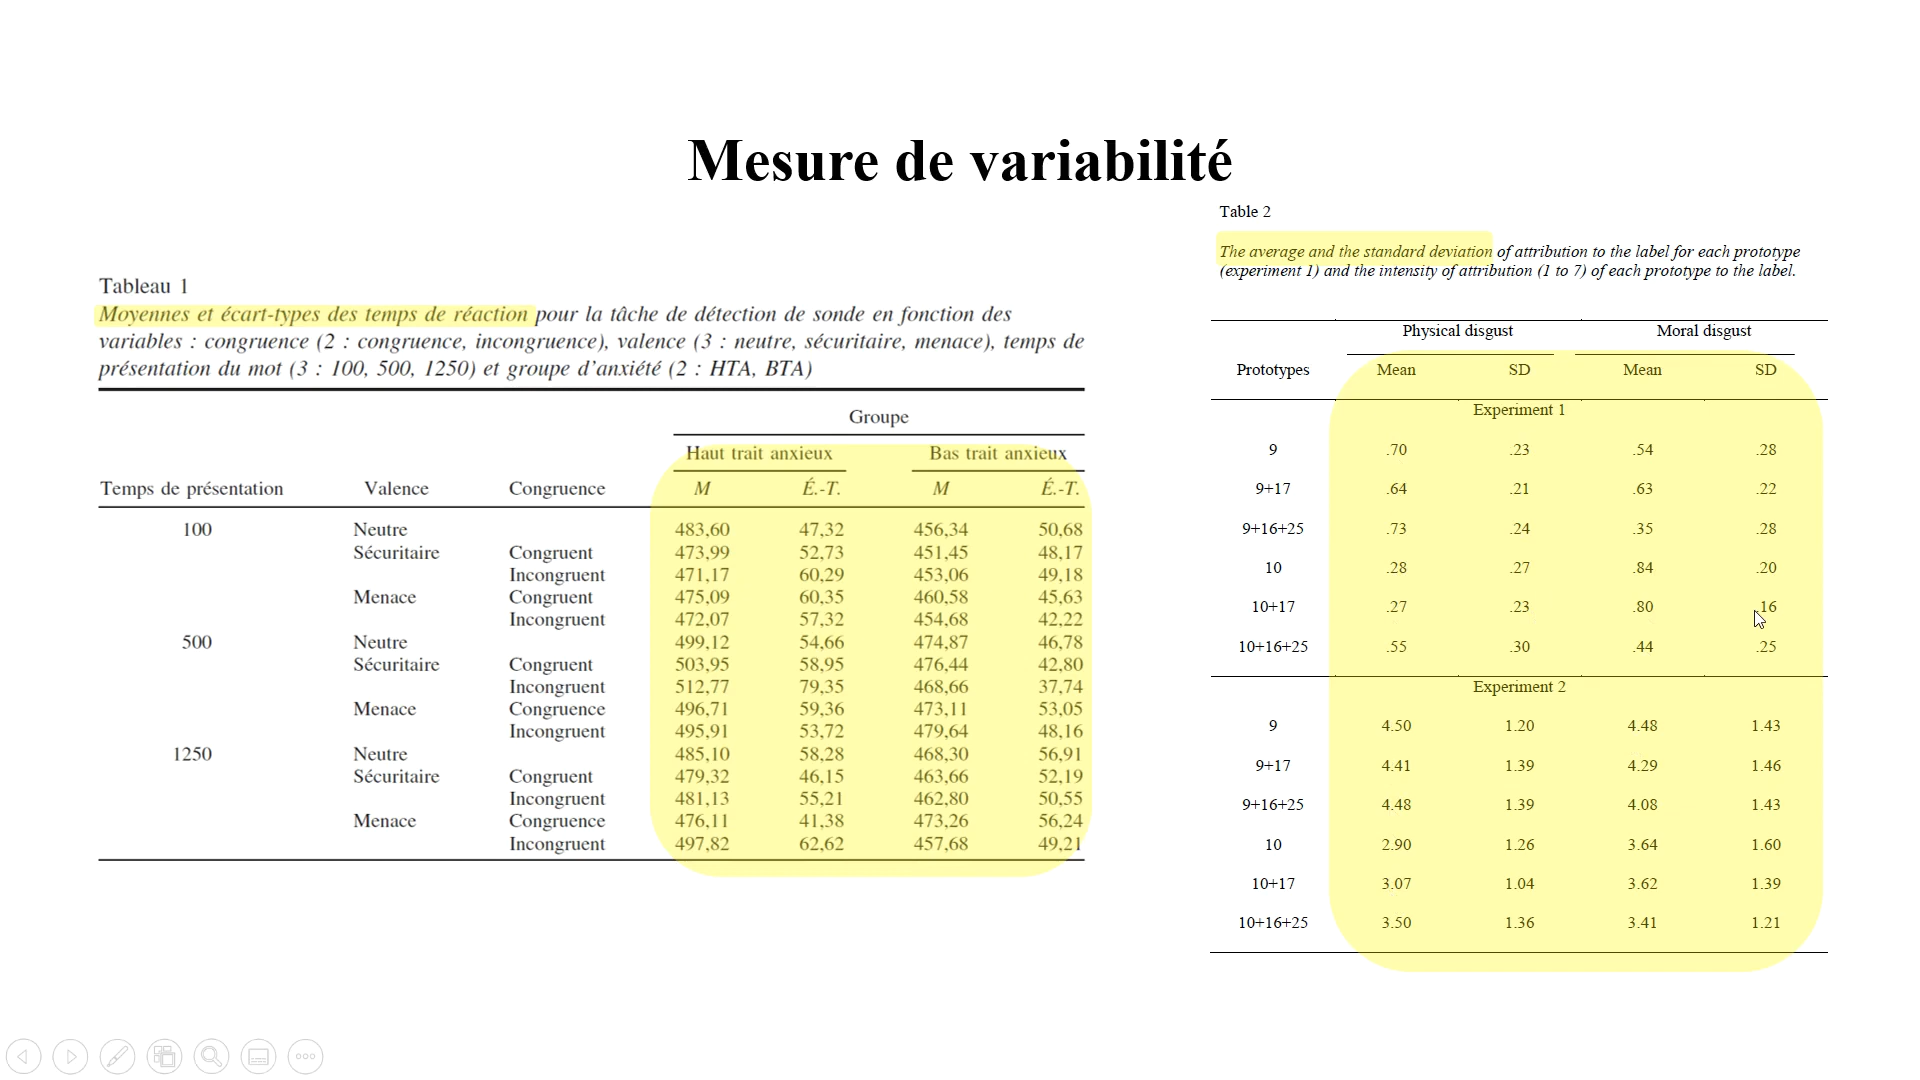 Mesure de variabilité
Tableau 1
Moyennes et écart-types des temps de réaction pour la tâche de détection de sonde en fonction des
variables : congruence (2 : congruence, incongruence), valence (3 : neutre, sécuritaire, menace), temps de
présentation du mot (3 : 100, 500, 1250) et groupe d'anxiété (2 : HTA, BTA)
Groupe
Haut trait anxieux Bas trait anxieux
Temps de présentation Valence Congruence M É.-T. M É.-T.
100 Neutre 483,60 47,32 456,34 50,68
Sécuritaire Congruent 473,99 52,73 451,45 48,17
Incongruent 471,17 60,29 453,06 49,18
Menace Congruent 475,09 60,35 460,58 45,63
Incongruent 472,07 57,32 454,68 42,22
500 Neutre 499,12 54,66 474,87 46,78
Sécuritaire Congruent 503,95 58,95 476,44 42,80
Incongruent 512,77 79,35 468,66 37,74
Menace Congruence 496,71 59,36 473,11 53,05
Incongruent 495,91 53,72 479,64 48,16
1250 Neutre 485,10 58,28 468,30 56,91
Sécuritaire Congruent 479,32 46,15 463,66 52,19
Incongruent 481,13 55,21 462,80 50,55
Menace Congruence 476,11 41,38 473,26 56,24
Incongruent 497,82 62,62 457,68 49,21
Table 2
The average and the standard deviation of attribution to the label for each prototype
(experiment 1) and the intensity of attribution (1 to 7) of each prototype to the label.
Physical disgust Moral disgust
Prototypes Mean SD Mean SD
Experiment 1
9 .70 .23 .54 .28
9+17 .64 .21 .63 .22
9+16+25 .73 .24 .35 .28
10 .28 .27 .84 .20
10+17 .27 .23 .80 .16
10+16+25 .55 .30 .44 .25
Experiment 2
9 4.50 1.20 4.48 1.43
9+17 4.41 1.39 4.29 1.46
9+16+25 4.48 1.39 4.08 1.43
10 2.90 1.26 3.64 1.60
10+17 3.07 1.04 3.62 1.39
10+16+25 3.50 1.36 3.41 1.21